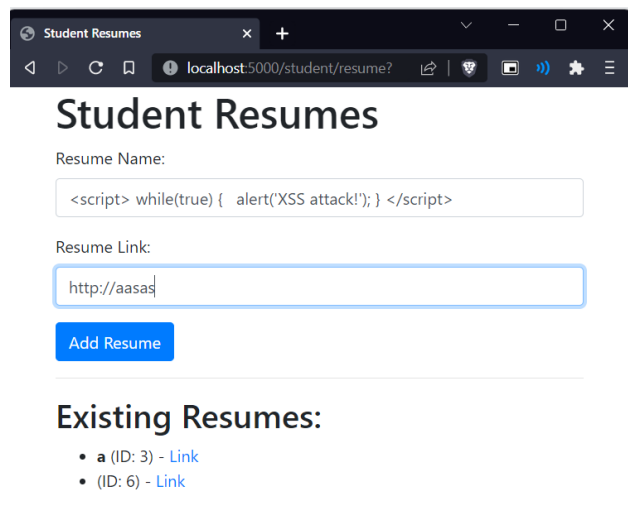 Student Resumes
localhost:5000/student/resume?
Student Resumes
Resume Name:
<script> while(true) {   alert('XSS attack!'); } </script>
Resume Link:
http://aasas
Add Resume
Existing Resumes:
• a (ID: 3) - Link
• (ID: 6) - Link